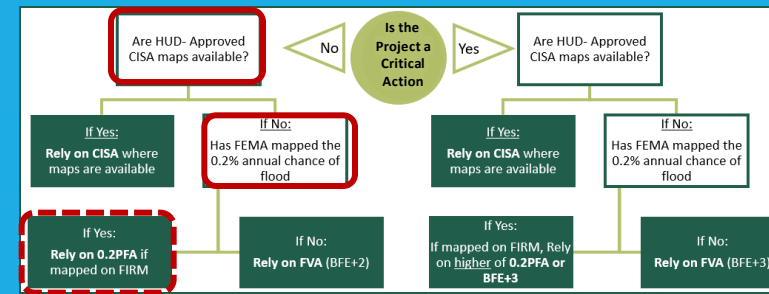 Is the
Project a
Critical
Action
No
Yes
Are HUD- Approved
CISA maps available?
Are HUD- Approved
CISA maps available?
If Yes:
Rely on CISA where
maps are available
If No:
Has FEMA mapped the
0.2% annual chance of
flood
If Yes:
Rely on CISA where
maps are available
If No:
Has FEMA mapped the
0.2% annual chance of
flood
If Yes:
Rely on 0.2PFA if
mapped on FIRM
If No:
Rely on FVA (BFE+2)
If Yes:
If mapped on FIRM, Rely
on higher of 0.2PFA or
BFE+3
If No:
Rely on FVA (BFE+3)